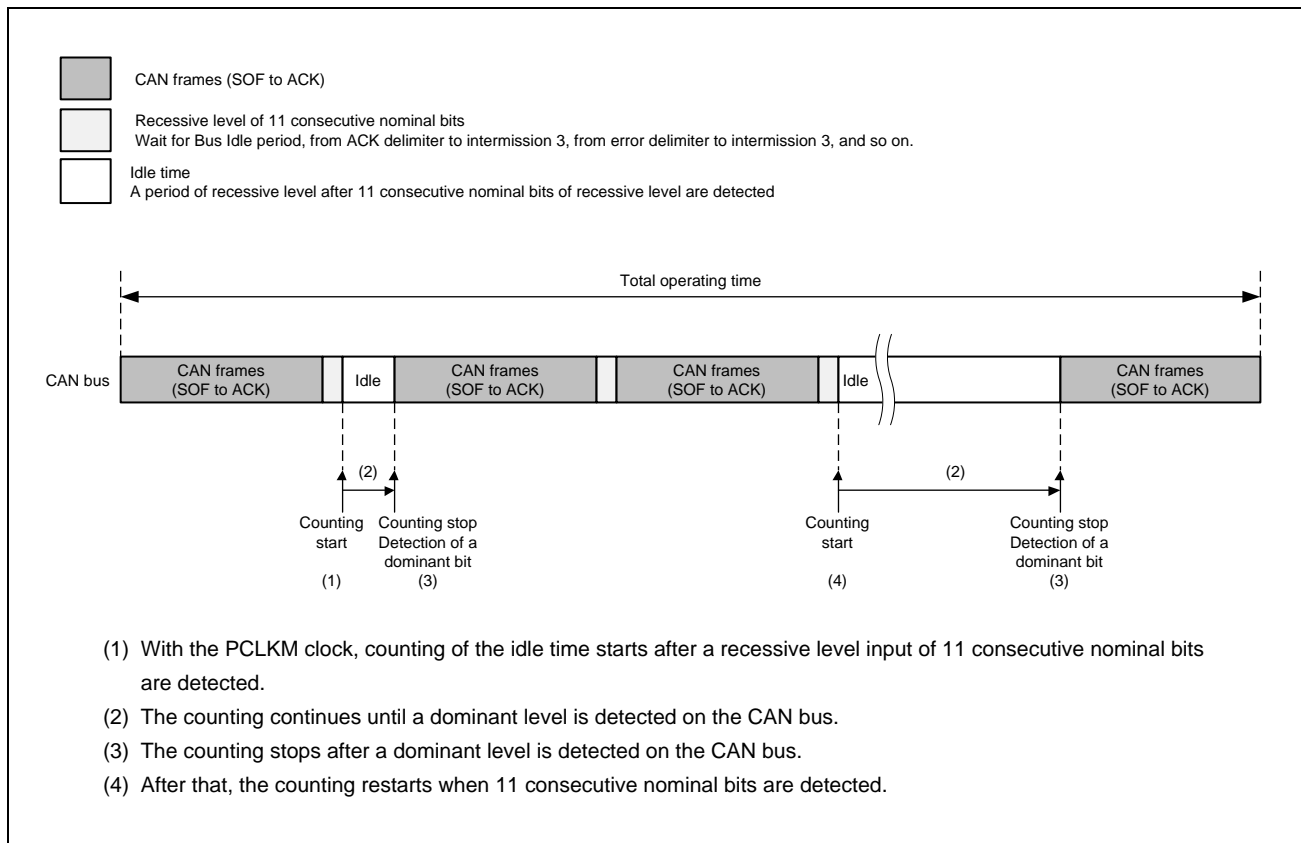 CAN frames (SOF to ACK)
Recessive level of 11 consecutive nominal bits
Wait for Bus Idle period, from ACK delimiter to intermission 3, from error delimiter to intermission 3, and so on.
Idle time
A period of recessive level after 11 consecutive nominal bits of recessive level are detected
Total operating time
CAN bus
CAN frames
(SOF to ACK)
Idle
CAN frames
(SOF to ACK)
CAN frames
(SOF to ACK)
Idle
CAN frames
(SOF to ACK)
(2)
(2)
Counting
start
(1)
Counting stop
Detection of a
dominant bit
(3)
Counting
start
(4)
Counting stop
Detection of a
dominant bit
(3)
(1) With the PCLKM clock, counting of the idle time starts after a recessive level input of 11 consecutive nominal bits
are detected.
(2) The counting continues until a dominant level is detected on the CAN bus.
(3) The counting stops after a dominant level is detected on the CAN bus.
(4) After that, the counting restarts when 11 consecutive nominal bits are detected.